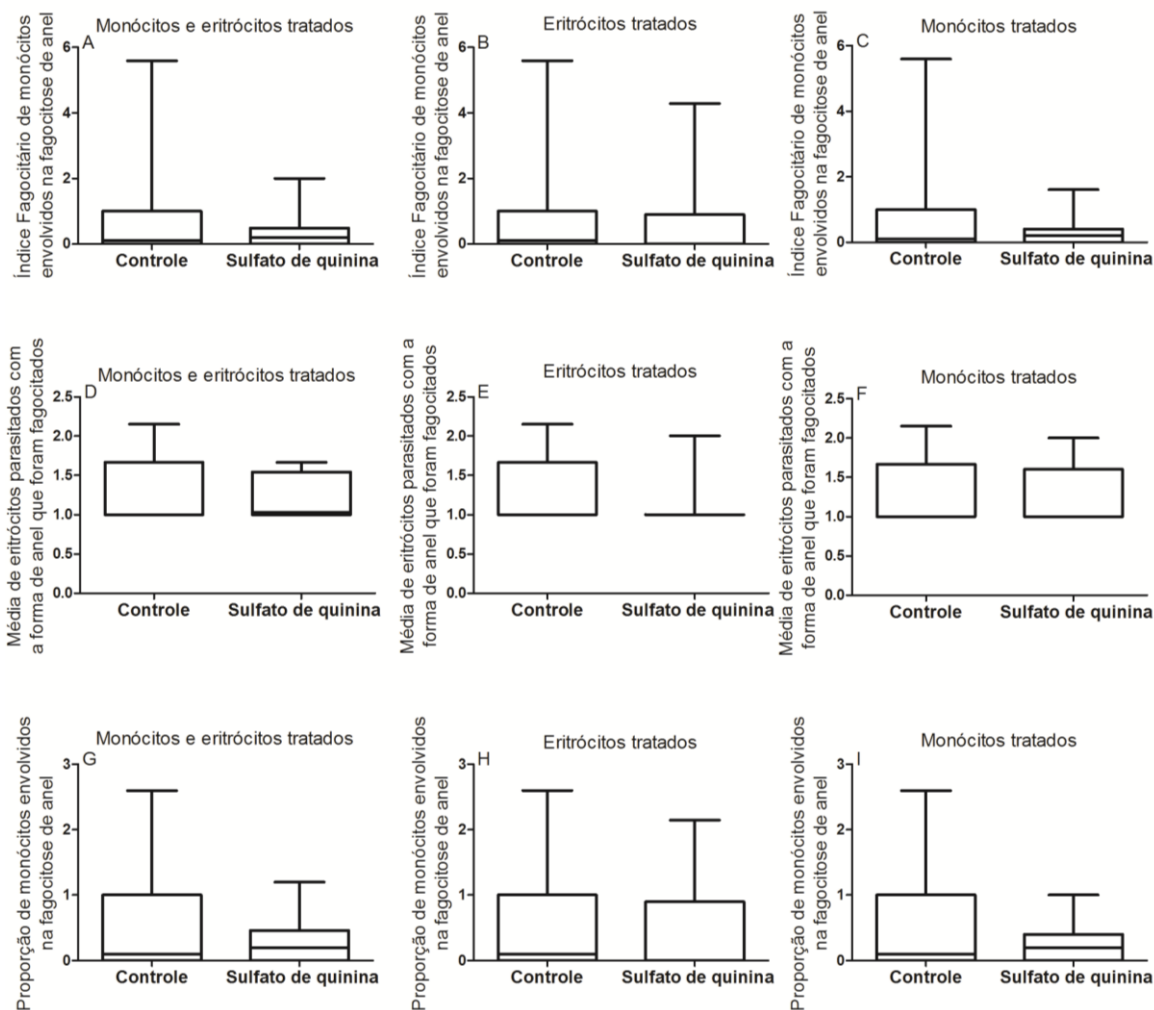 Monócitos e eritrócitos tratados
A
Índice Fagocitário de monócitos
envolvidos na fagocitose de anel
6
4
2
0
Controle
Sulfato de quinina
Eritrócitos tratados
B
Índice Fagocitário de monócitos
envolvidos na fagocitose de anel
6
4
2
0
Controle
Sulfato de quinina
Monócitos tratados
C
Índice Fagocitário de monócitos
envolvidos na fagocitose de anel
6
4
2
0
Controle
Sulfato de quinina
Monócitos e eritrócitos tratados
D
Média de eritrócitos parasitados com
a forma de anel que foram fagocitados
2.5
2.0
1.5
1.0
0.5
0.0
Controle
Sulfato de quinina
Eritrócitos tratados
E
Média de eritrócitos parasitados com a
forma de anel que foram fagocitados
2.5
2.0
1.5
1.0
0.5
0.0
Controle
Sulfato de quinina
Monócitos tratados
F
Média de eritrócitos parasitados com a
forma de anel que foram fagocitados
2.5
2.0
1.5
1.0
0.5
0.0
Controle
Sulfato de quinina
Monócitos e eritrócitos tratados
G
Proporção de monócitos envolvidos
na fagocitose de anel
3
2
1
0
Controle
Sulfato de quinina
Eritrócitos tratados
H
Proporção de monócitos envolvidos
na fagocitose de anel
3
2
1
0
Controle
Sulfato de quinina
Monócitos tratados
I
Proporção de monócitos envolvidos
na fagocitose de anel
3
2
1
0
Controle
Sulfato de quinina